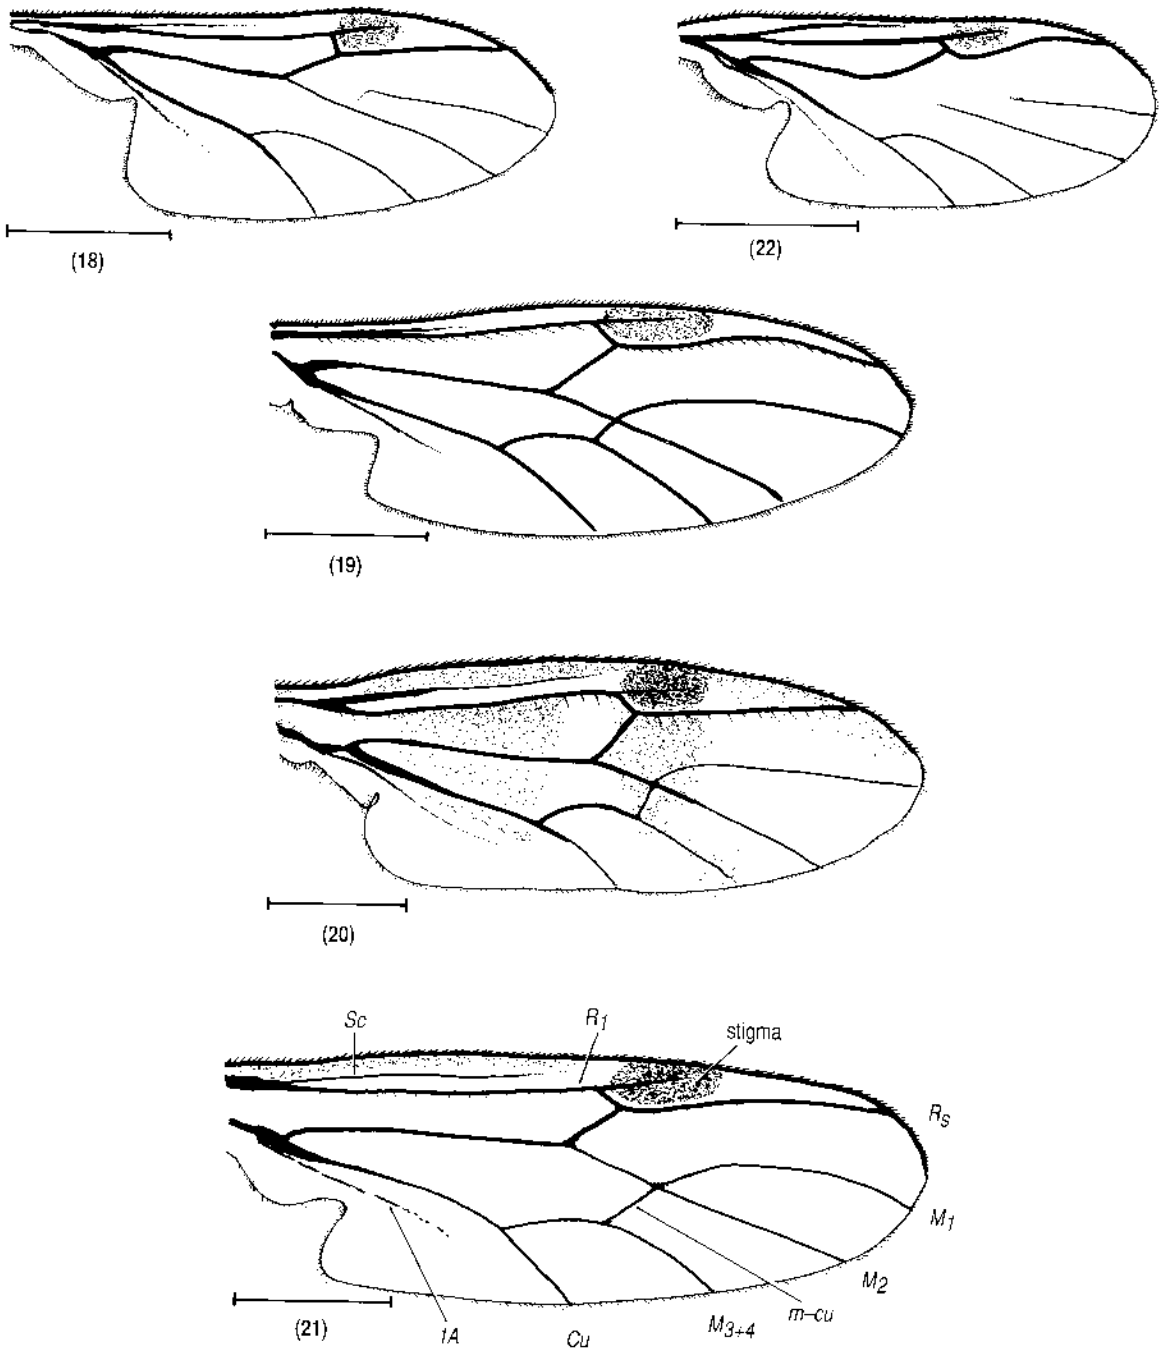 (18)
(22)
(19)
(20)
Sc
R1
stigma
Rs
M1
M2
m–cu
M3+4
Cu
1A
(21)